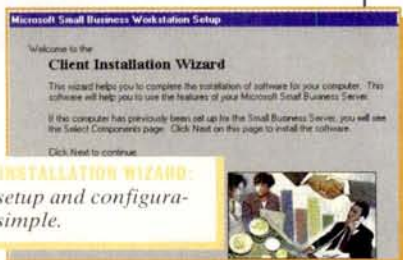 Microsoft Small Business Workstation Setup
Welcome to the
Client Installation Wizard
This wizard helps you to complete the installation of software for your computer. This
software will help you to use the features of your Microsoft Small Business Server.
If this computer has previously been set up for the Small Business Server, you will see
the Select Components page. Click Next on this page to install the software.
Click Next to continue.
INSTALLATION WIZARD:
setup and configura-
simple.